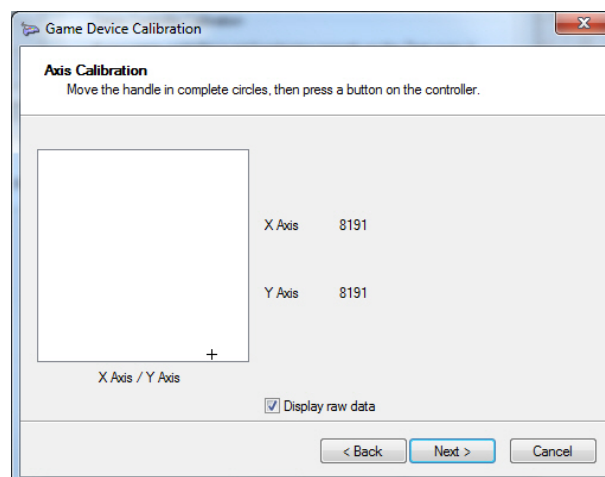 Game Device Calibration
Axis Calibration
Move the handle in complete circles, then press a button on the controller.
X Axis 8191
Y Axis 8191
X Axis / Y Axis
Display raw data
< Back Next > Cancel